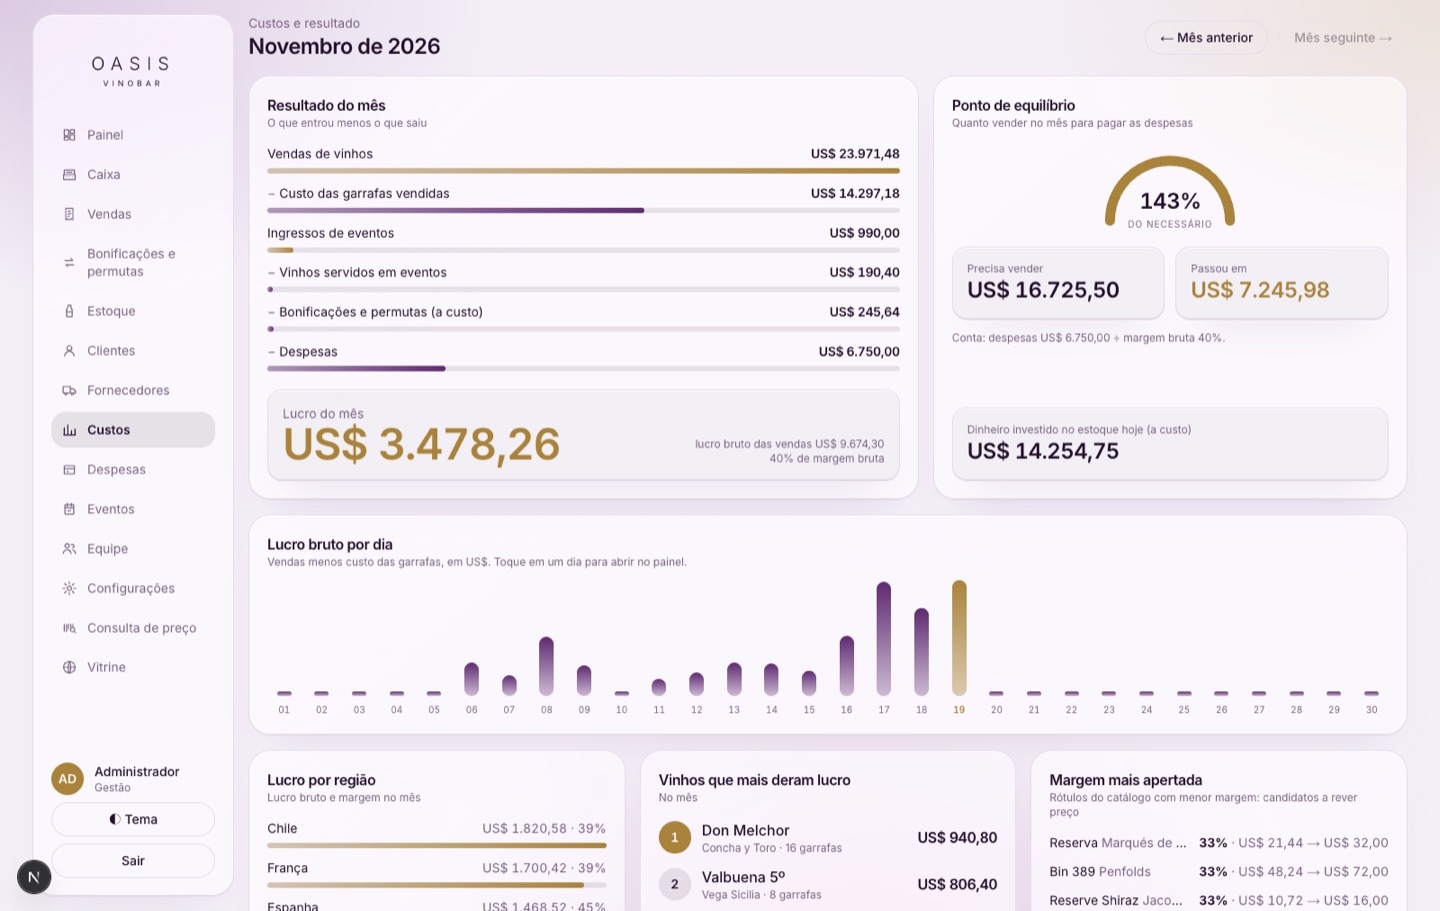 OASIS
VINOBAR
Painel
Caixa
Vendas
Bonificações e
permutas
Estoque
Clientes
Fornecedores
Custos
Despesas
Eventos
Equipe
Configurações
Consulta de preço
Vitrine
AD
Administrador
Gestão
Tema
Sair
N
Custos e resultado
Novembro de 2026
← Mês anterior
Mês seguinte →
Resultado do mês
O que entrou menos o que saiu
Vendas de vinhos US$ 23.971,48
− Custo das garrafas vendidas US$ 14.297,18
Ingressos de eventos US$ 990,00
− Vinhos servidos em eventos US$ 190,40
− Bonificações e permutas (a custo) US$ 245,64
− Despesas US$ 6.750,00
Lucro do mês
US$ 3.478,26
lucro bruto das vendas US$ 9.674,30
40% de margem bruta
Ponto de equilíbrio
Quanto vender no mês para pagar as despesas
143%
DO NECESSÁRIO
Precisa vender
US$ 16.725,50
Passou em
US$ 7.245,98
Conta: despesas US$ 6.750,00 ÷ margem bruta 40%.
Dinheiro investido no estoque hoje (a custo)
US$ 14.254,75
Lucro bruto por dia
Vendas menos custo das garrafas, em US$. Toque em um dia para abrir no painel.
01 02 03 04 05 06 07 08 09 10 11 12 13 14 15 16 17 18 19 20 21 22 23 24 25 26 27 28 29 30
Lucro por região
Lucro bruto e margem no mês
Chile US$ 1.820,58 · 39%
França US$ 1.700,42 · 39%
Espanha US$ 1.468,52 · 45%
Vinhos que mais deram lucro
No mês
1 Don Melchor US$ 940,80
Concha y Toro · 16 garrafas
2 Valbuena 5º US$ 806,40
Vega Sicilia · 8 garrafas
Margem mais apertada
Rótulos do catálogo com menor margem: candidatos a rever
preço
Reserva Marqués de ... 33% · US$ 21,44 → US$ 32,00
Bin 389 Penfolds 33% · US$ 48,24 → US$ 72,00
Reserve Shiraz Jaco... 33% · US$ 10,72 → US$ 16,00